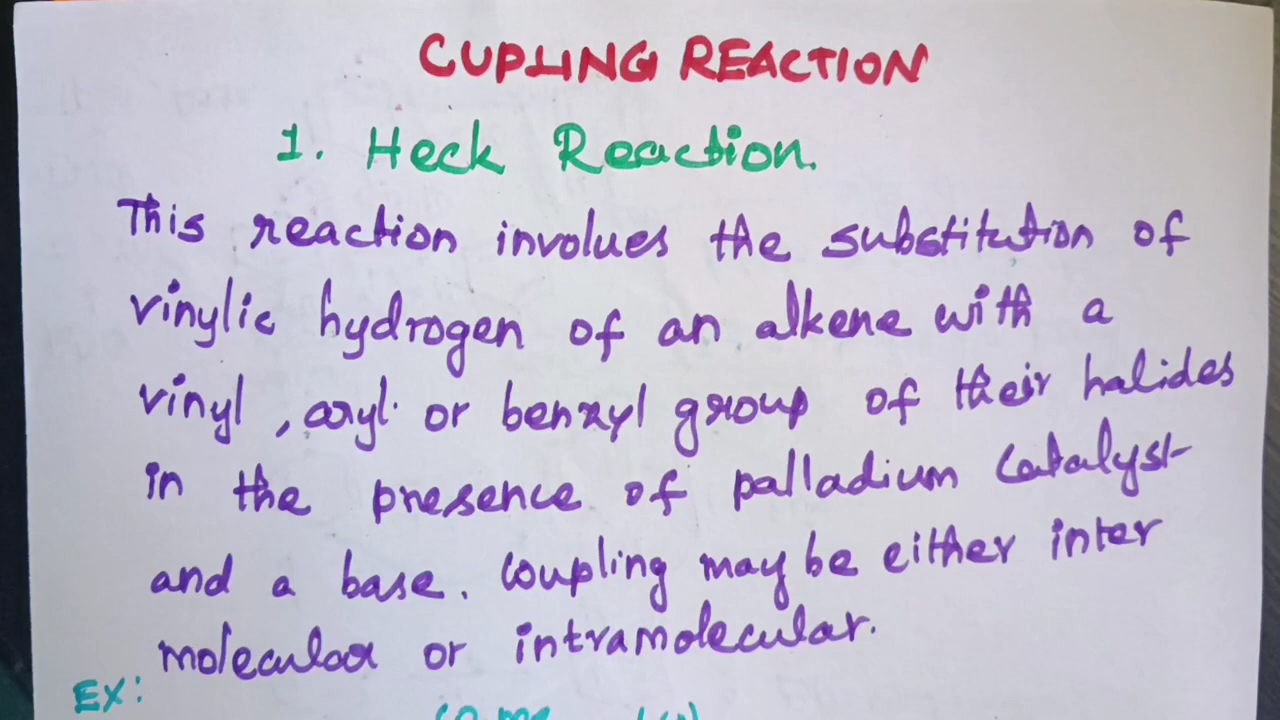 CUPLING REACTION
1. Heck Reaction.
This reaction involues the substitution of
vinylic hydrogen of an alkene with a
vinyl, aryl or benzyl group of their halides
in the presence of palladium catalyst
and a base. Coupling may be either inter
molecular or intramolecular.
EX: